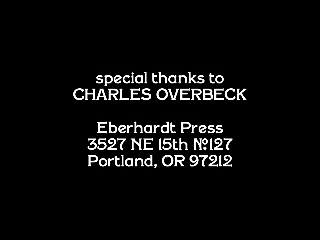 special thanks to
CHARLES OVERBECK
Eberhardt Press
3527 NE 15th №127
Portland, OR 97212